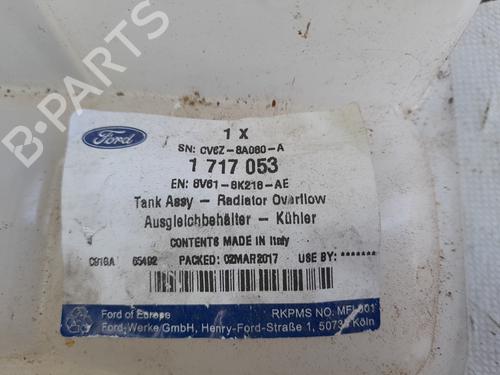 B-PARTS
Ford
1 X
SN: CV6Z-8A080-A
1 717 053
EN: 8V61-8K218-AE
Tank Assy - Radiator Overflow
Ausgleichbehälter - Kühler
CONTENTS MADE IN Italy
C919A 65492 PACKED: 02MAR2017 USE BY: *******
Ford of Europe RKPMS NO. MFL001
Ford-Werke GmbH, Henry-Ford-Straße 1, 50735 Köln